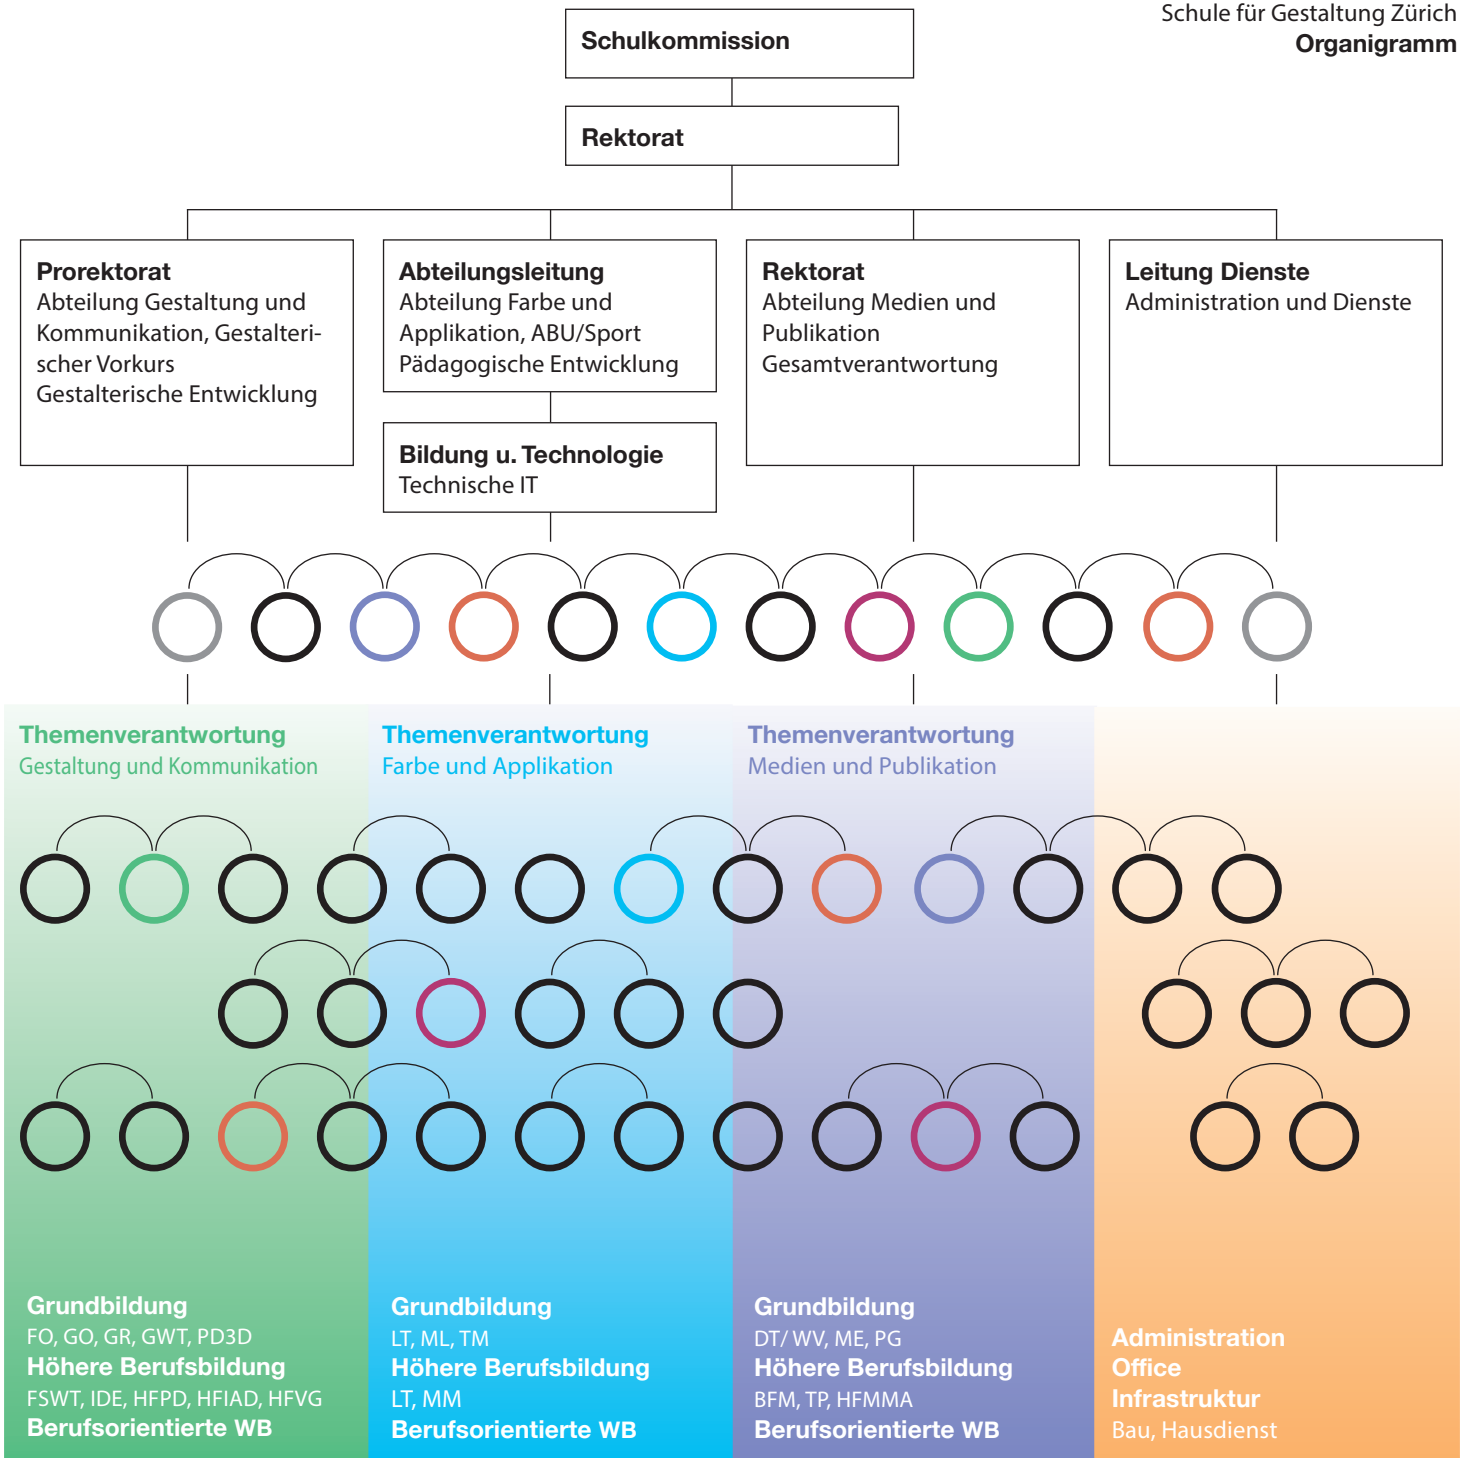 Schule für Gestaltung Zürich
Organigramm
Schulkommission
Rektorat
Prorektorat
Abteilung Gestaltung und
Kommunikation, Gestalteri-
scher Vorkurs
Gestalterische Entwicklung
Abteilungsleitung
Abteilung Farbe und
Applikation, ABU/Sport
Pädagogische Entwicklung
Bildung u. Technologie
Technische IT
Rektorat
Abteilung Medien und
Publikation
Gesamtverantwortung
Leitung Dienste
Administration und Dienste
Themenverantwortung
Gestaltung und Kommunikation
Themenverantwortung
Farbe und Applikation
Themenverantwortung
Medien und Publikation
Grundbildung
FO, GO, GR, GWT, PD3D
Höhere Berufsbildung
FSWT, IDE, HFPD, HFIAD, HFVG
Berufsorientierte WB
Grundbildung
LT, ML, TM
Höhere Berufsbildung
LT, MM
Berufsorientierte WB
Grundbildung
DT/ WV, ME, PG
Höhere Berufsbildung
BFM, TP, HFMMA
Berufsorientierte WB
Administration
Office
Infrastruktur
Bau, Hausdienst